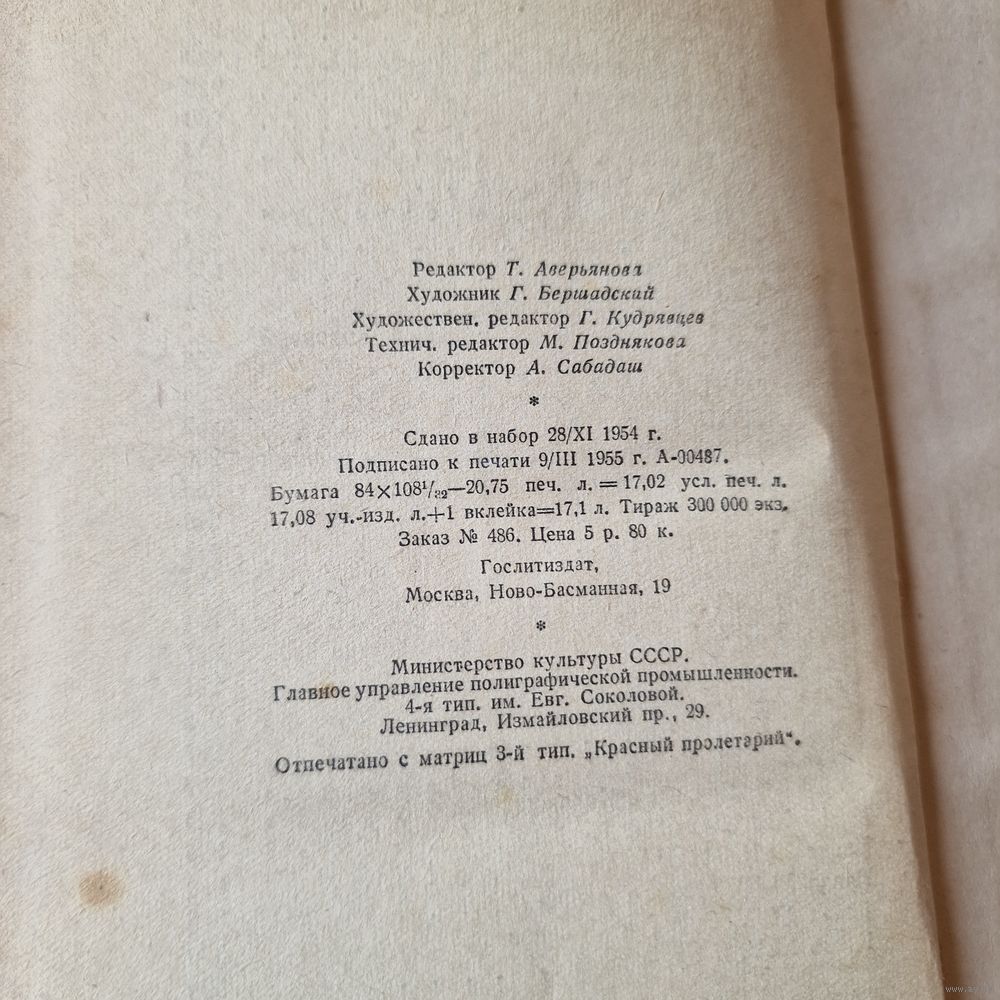 Редактор Т. Аверьянова
Художник Г. Бершадский
Художествен. редактор Г. Кудрявцев
Технич. редактор М. Позднякова
Корректор А. Сабадаш
*
Сдано в набор 28/XI 1954 г.
Подписано к печати 9/III 1955 г. А-00487.
Бумага 84×108¹/₃₂—20,75 печ. л. = 17,02 усл. печ. л.
17,08 уч.-изд. л.+1 вклейка=17,1 л. Тираж 300 000 экз.
Заказ № 486. Цена 5 р. 80 к.
Гослитиздат,
Москва, Ново-Басманная, 19
*
Министерство культуры СССР.
Главное управление полиграфической промышленности.
4-я тип. им. Евг. Соколовой.
Ленинград, Измайловский пр., 29.
Отпечатано с матриц 3-й тип. „Красный пролетарий“.